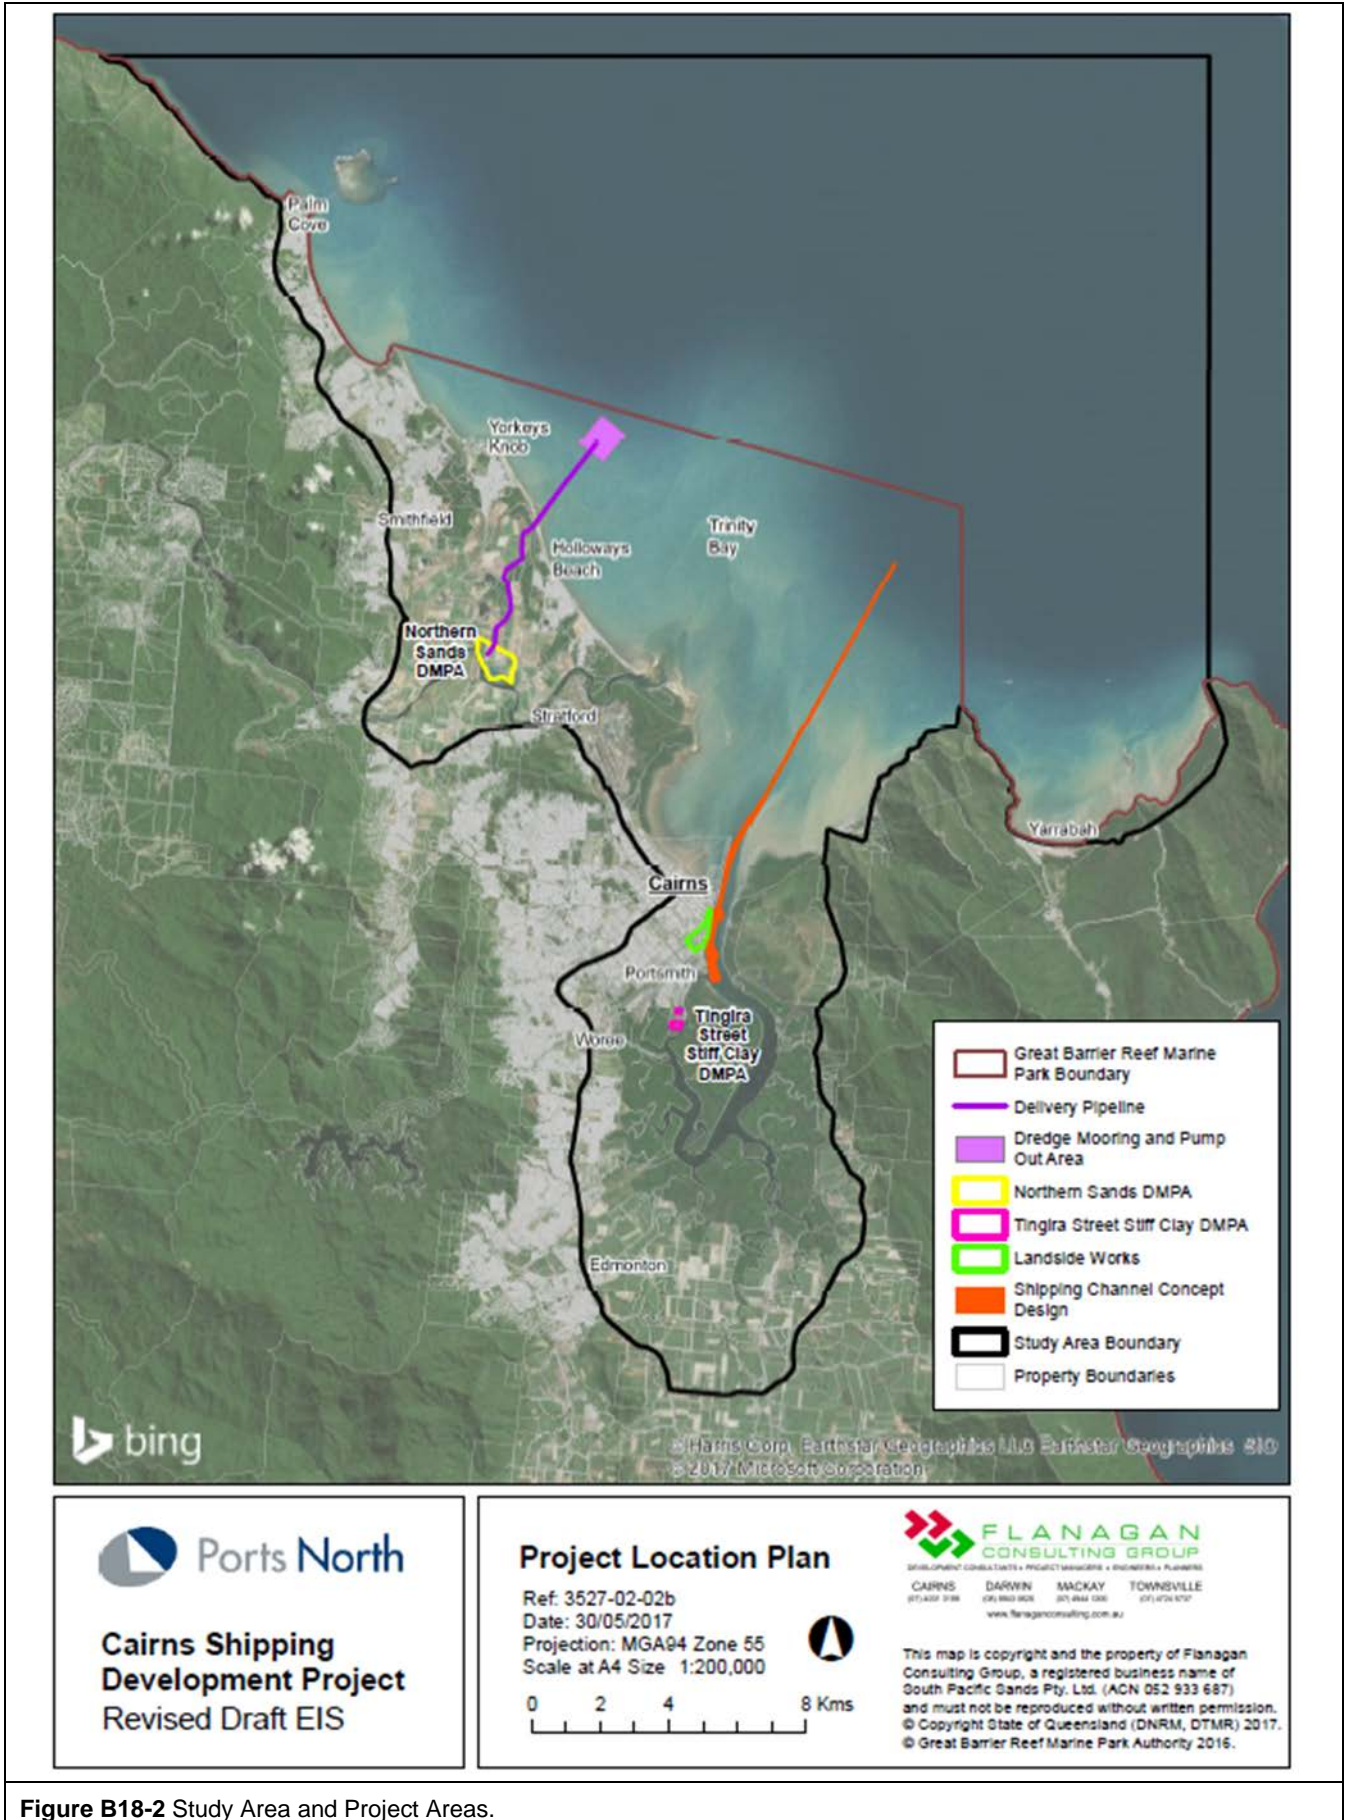 Palm
Cove
Yorkeys
Knob
Smithfield
Trinity
Bay
Holloways
Beach
Northern
Sands
DMPA
Stratford
Yarrabah
Cairns
Portsmith
Tingira
Street
Stiff Clay
DMPA
Woree
Edmonton
Great Barrier Reef Marine
Park Boundary
Delivery Pipeline
Dredge Mooring and Pump
Out Area
Northern Sands DMPA
Tingira Street Stiff Clay DMPA
Landside Works
Shipping Channel Concept
Design
Study Area Boundary
Property Boundaries
bing
© Harris Corp, Earthstar Geographics LLC Earthstar Geographics SIO
© 2017 Microsoft Corporation
Ports North
Cairns Shipping
Development Project
Revised Draft EIS
Project Location Plan
Ref: 3527-02-02b
Date: 30/05/2017
Projection: MGA94 Zone 55
Scale at A4 Size 1:200,000
0 2 4 8 Kms
FLANAGAN
CONSULTING GROUP
DEVELOPMENT CONSULTANTS • PROJECT MANAGERS • ENGINEERS • PLANNERS
CAIRNS DARWIN MACKAY TOWNSVILLE
www.flanaganconsulting.com.au
This map is copyright and the property of Flanagan
Consulting Group, a registered business name of
South Pacific Sands Pty. Ltd. (ACN 052 933 687)
and must not be reproduced without written permission.
© Copyright State of Queensland (DNRM, DTMR) 2017.
© Great Barrier Reef Marine Park Authority 2016.
Figure B18-2 Study Area and Project Areas.